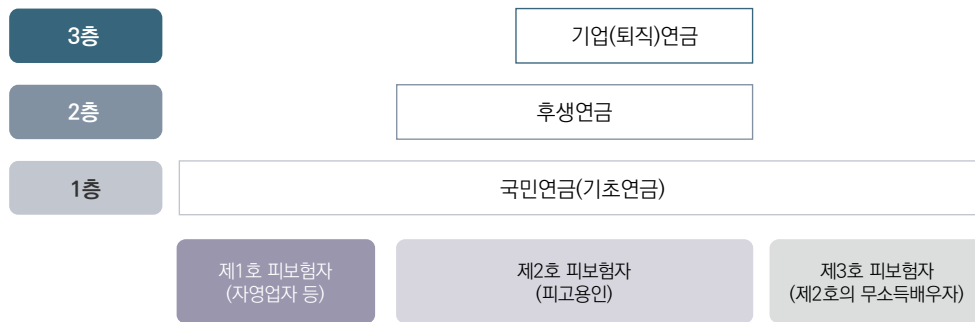 3층
기업(퇴직)연금
2층
후생연금
1층
국민연금(기초연금)
제1호 피보험자
(자영업자 등)
제2호 피보험자
(피고용인)
제3호 피보험자
(제2호의 무소득배우자)